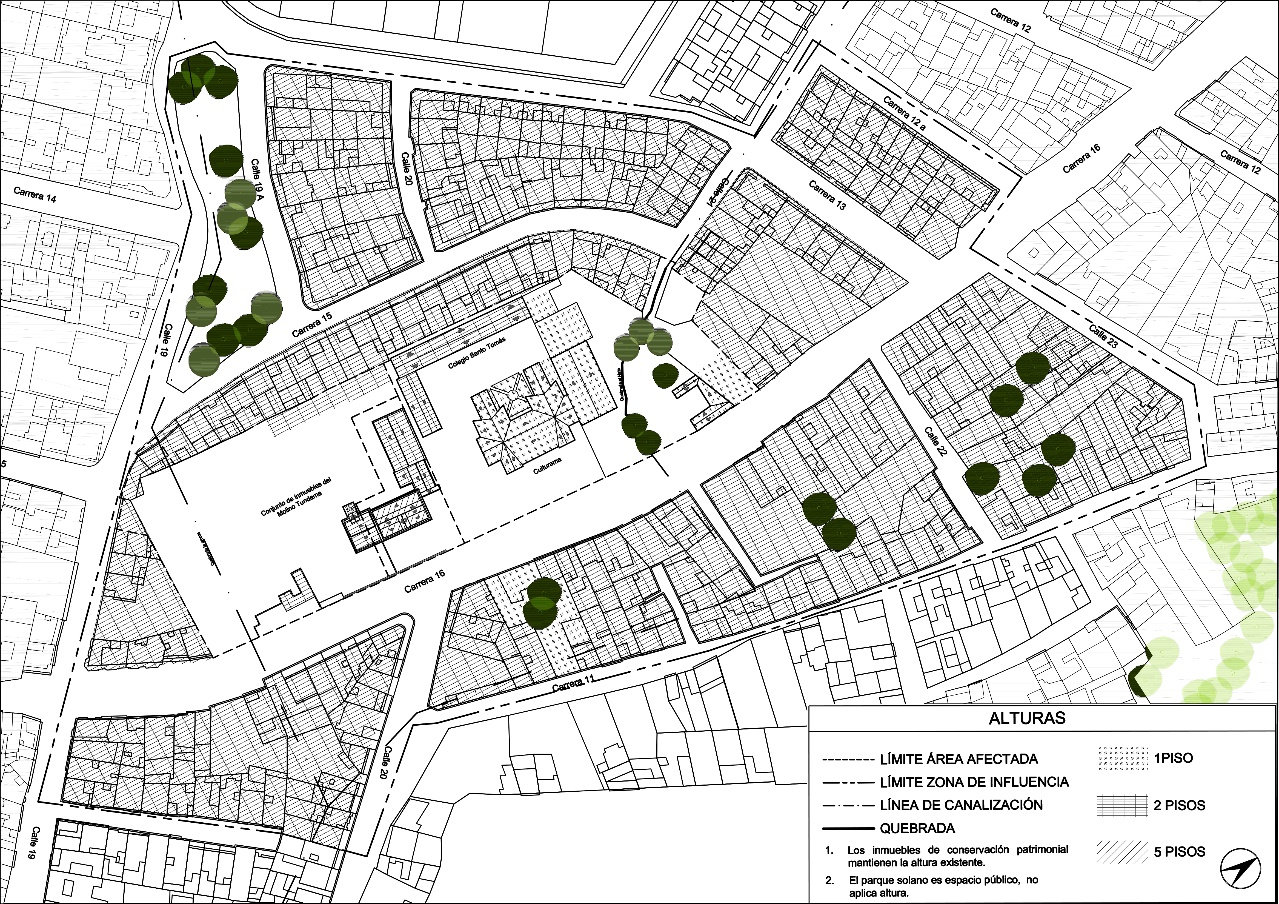 Carrera 12
Carrera 12 a
Carrera 16
Carrera 12
Calle 20
Calle 19 A
Carrera 14
Carrera 13
Calle 21
Carrera 15
Calle 19
Calle 23
Colegio Santo Tomás
Calle 22
5
Culturama
Conjunto de Inmuebles del
Molino Tundama
Carrera 16
Carrera 11
Calle 20
Calle 19
ALTURAS
LÍMITE ÁREA AFECTADA
LÍMITE ZONA DE INFLUENCIA
LÍNEA DE CANALIZACIÓN
QUEBRADA
1PISO
2 PISOS
5 PISOS
1. Los inmuebles de conservación patrimonial
mantienen la altura existente.
2. El parque solano es espacio público, no
aplica altura.